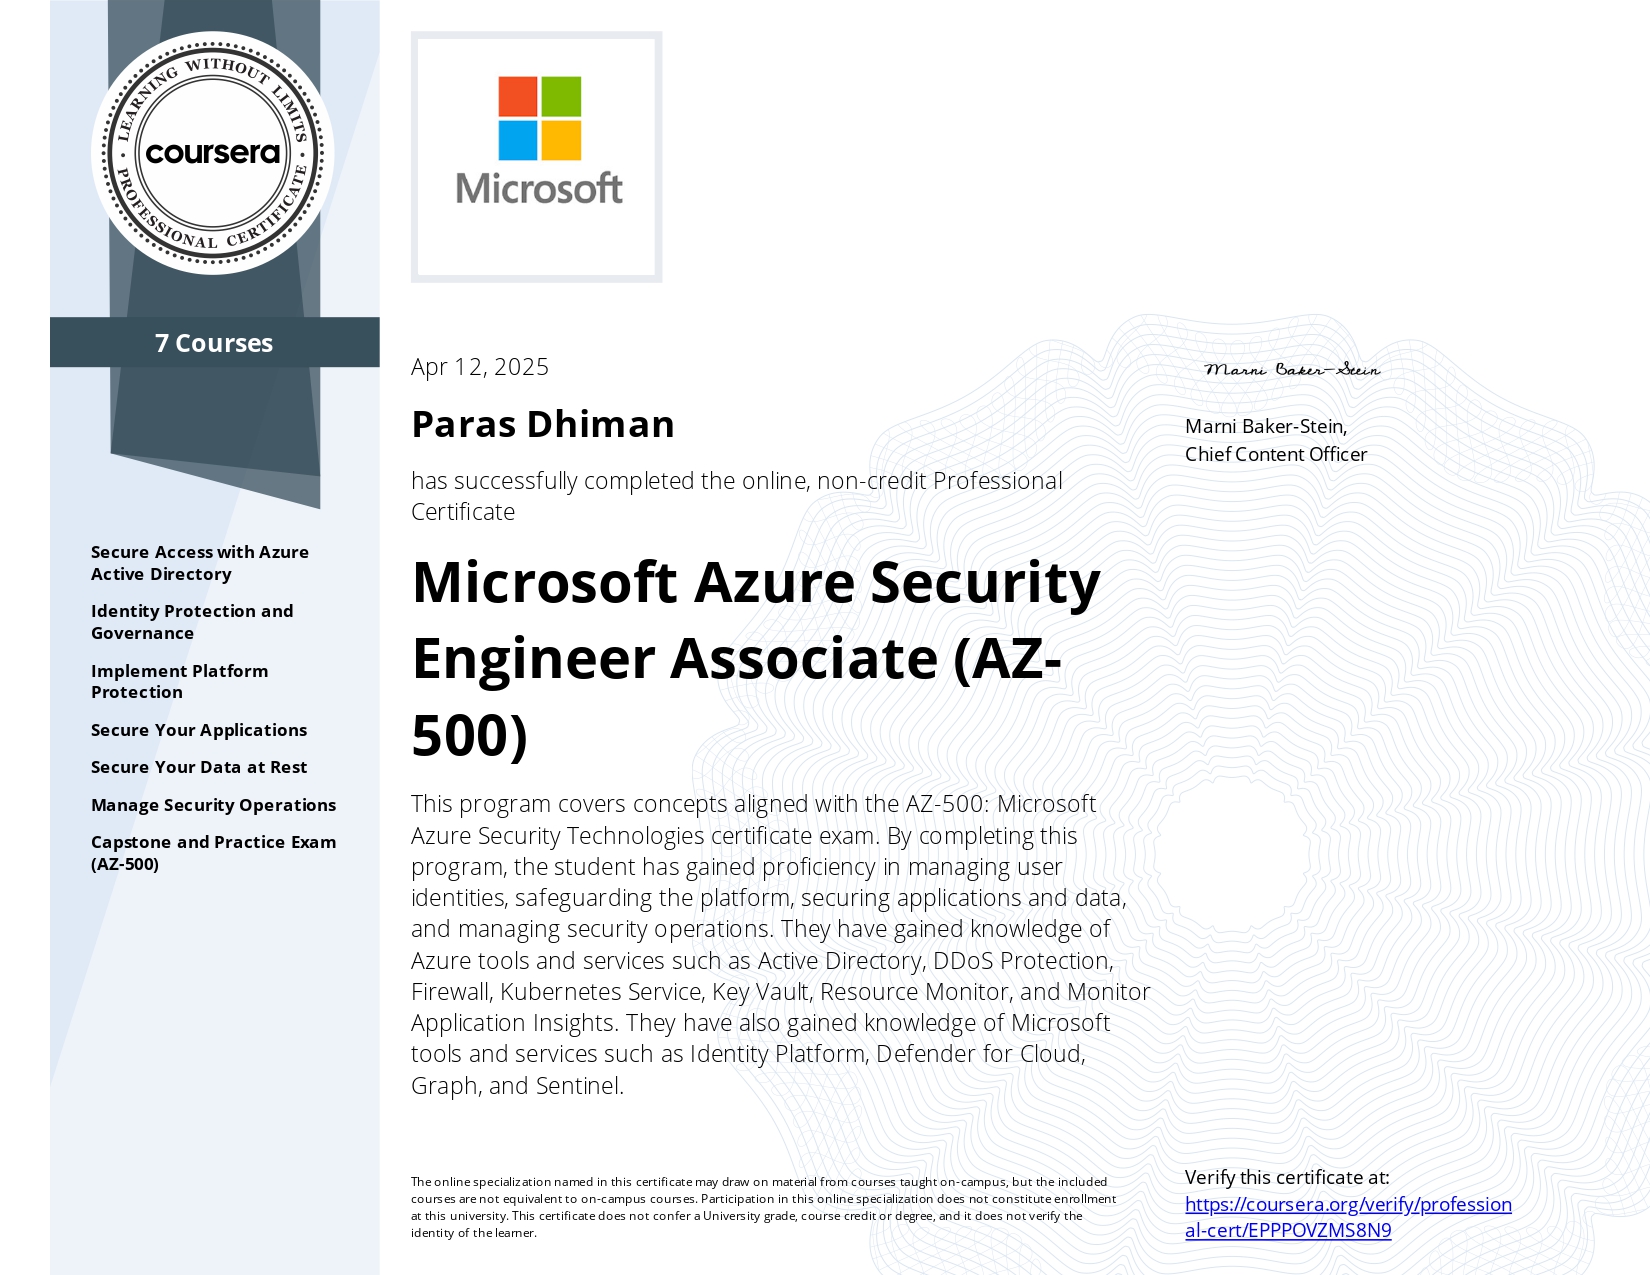 LEARNING WITHOUT LIMITS
coursera
PROFESSIONAL CERTIFICATE
7 Courses
Secure Access with Azure
Active Directory
Identity Protection and
Governance
Implement Platform
Protection
Secure Your Applications
Secure Your Data at Rest
Manage Security Operations
Capstone and Practice Exam
(AZ-500)
Microsoft
Apr 12, 2025
Paras Dhiman
has successfully completed the online, non-credit Professional
Certificate
Microsoft Azure Security
Engineer Associate (AZ-
500)
This program covers concepts aligned with the AZ-500: Microsoft
Azure Security Technologies certificate exam. By completing this
program, the student has gained proficiency in managing user
identities, safeguarding the platform, securing applications and data,
and managing security operations. They have gained knowledge of
Azure tools and services such as Active Directory, DDoS Protection,
Firewall, Kubernetes Service, Key Vault, Resource Monitor, and Monitor
Application Insights. They have also gained knowledge of Microsoft
tools and services such as Identity Platform, Defender for Cloud,
Graph, and Sentinel.
The online specialization named in this certificate may draw on material from courses taught on-campus, but the included
courses are not equivalent to on-campus courses. Participation in this online specialization does not constitute enrollment
at this university. This certificate does not confer a University grade, course credit or degree, and it does not verify the
identity of the learner.
Marni Baker-Stein
Marni Baker-Stein,
Chief Content Officer
Verify this certificate at:
https://coursera.org/verify/profession
al-cert/EPPPOVZMS8N9